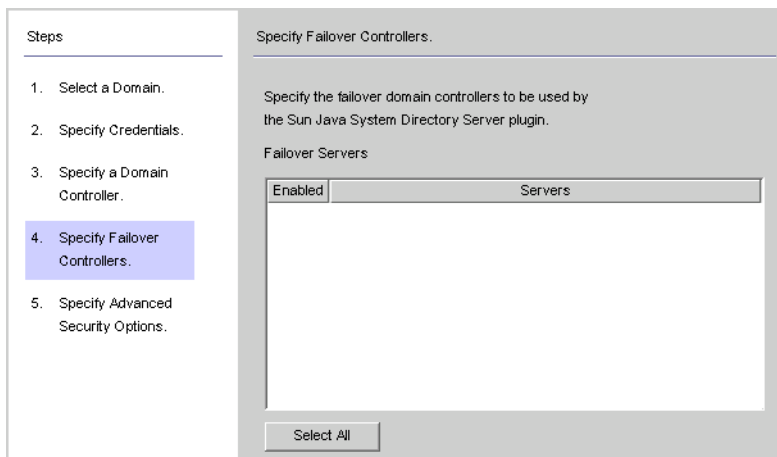 Steps
1. Select a Domain.
2. Specify Credentials.
3. Specify a Domain
Controller.
4. Specify Failover
Controllers.
5. Specify Advanced
Security Options.
Specify Failover Controllers.
Specify the failover domain controllers to be used by
the Sun Java System Directory Server plugin.
Failover Servers
Enabled Servers
Select All